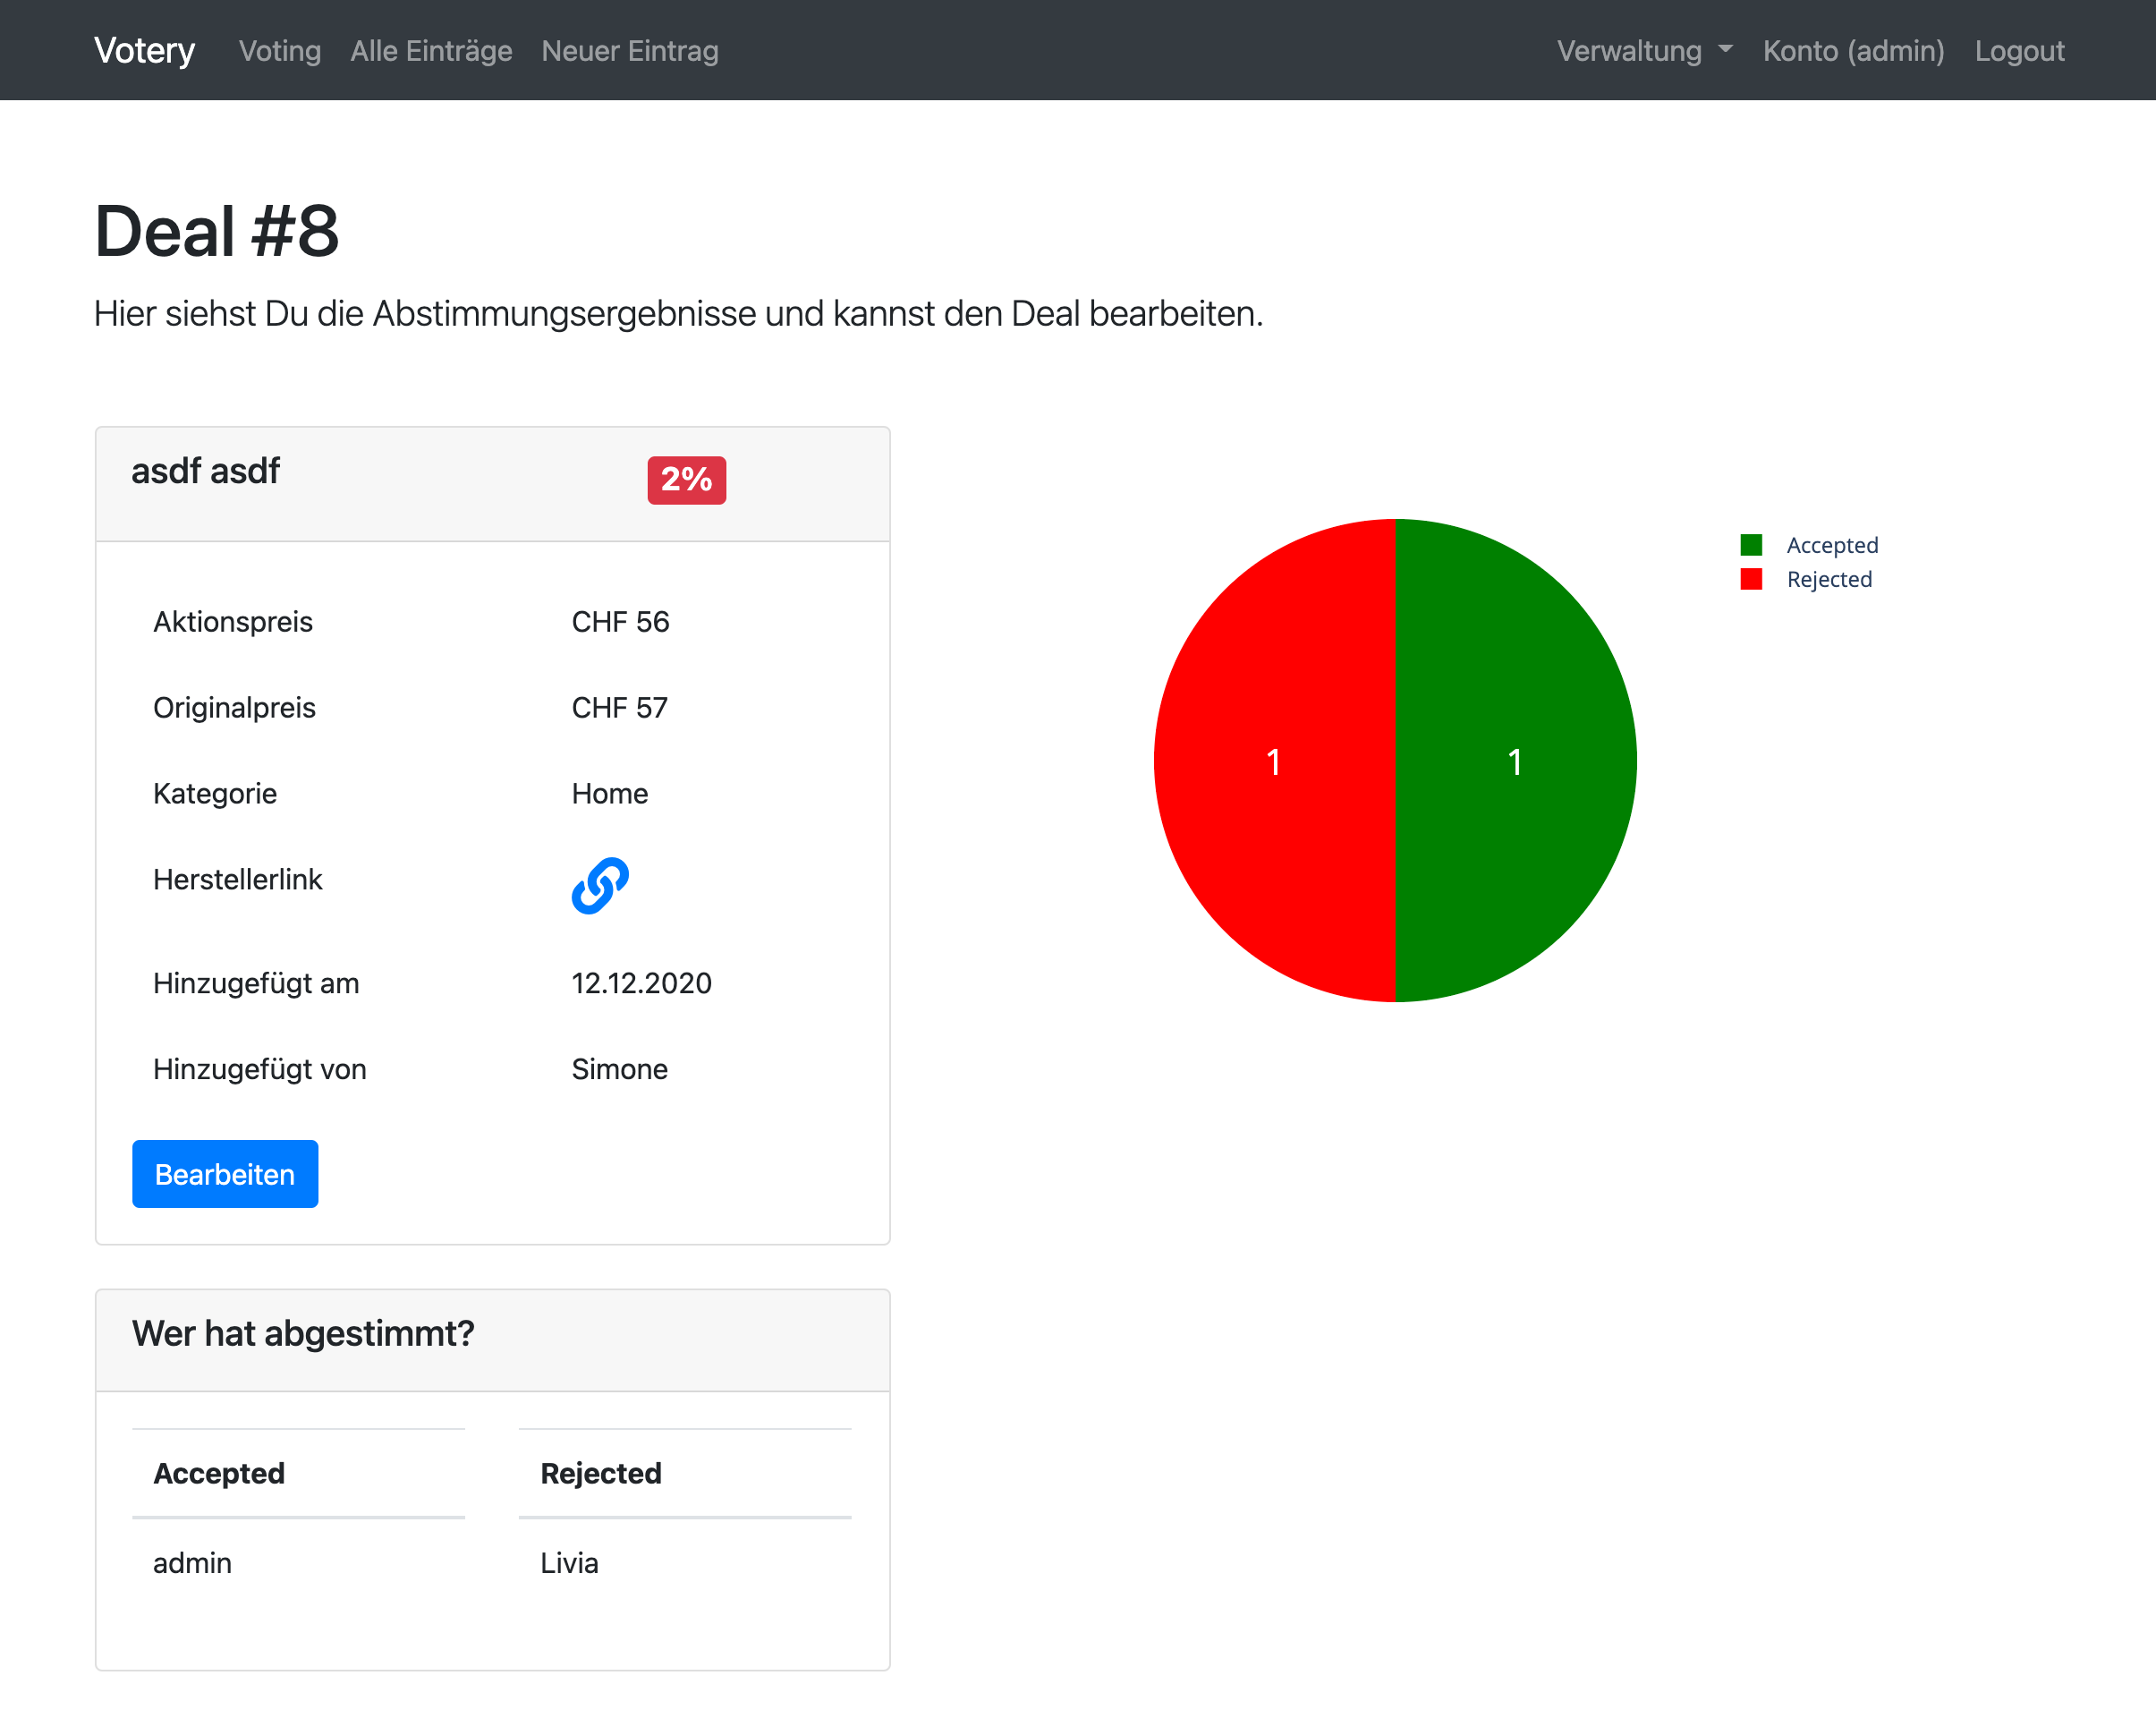 Votery Voting Alle Einträge Neuer Eintrag Verwaltung Konto (admin) Logout
Deal #8
Hier siehst Du die Abstimmungsergebnisse und kannst den Deal bearbeiten.
asdf asdf 2%
Aktionspreis CHF 56
Originalpreis CHF 57
Kategorie Home
Herstellerlink
Hinzugefügt am 12.12.2020
Hinzugefügt von Simone
Bearbeiten
Accepted
Rejected
1 1
Wer hat abgestimmt?
Accepted Rejected
admin Livia